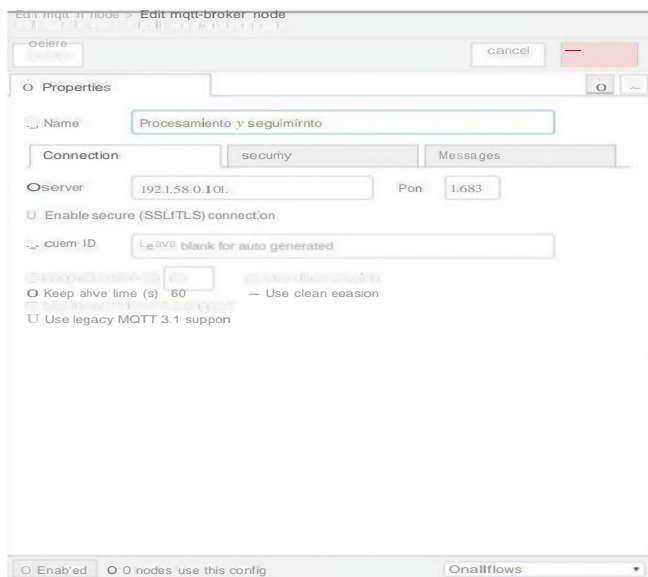 Edit mqtt in node > Edit mqtt-broker node
oeiere
cancel
O Properties
Name Procesamiento y seguimirnto
Connection securny Messages
Oserver 192.1.58.0.10l. Pon 1.683
U Enable secure (SSLfTLS) connection
cuem ID Leave blank for auto generated
O Keep ahve lime (s) 60 ~ Use clean eeasion
U Use legacy MQTT 3.1 suppon
O Enab'ed O 0 nodes use this config Onallflows